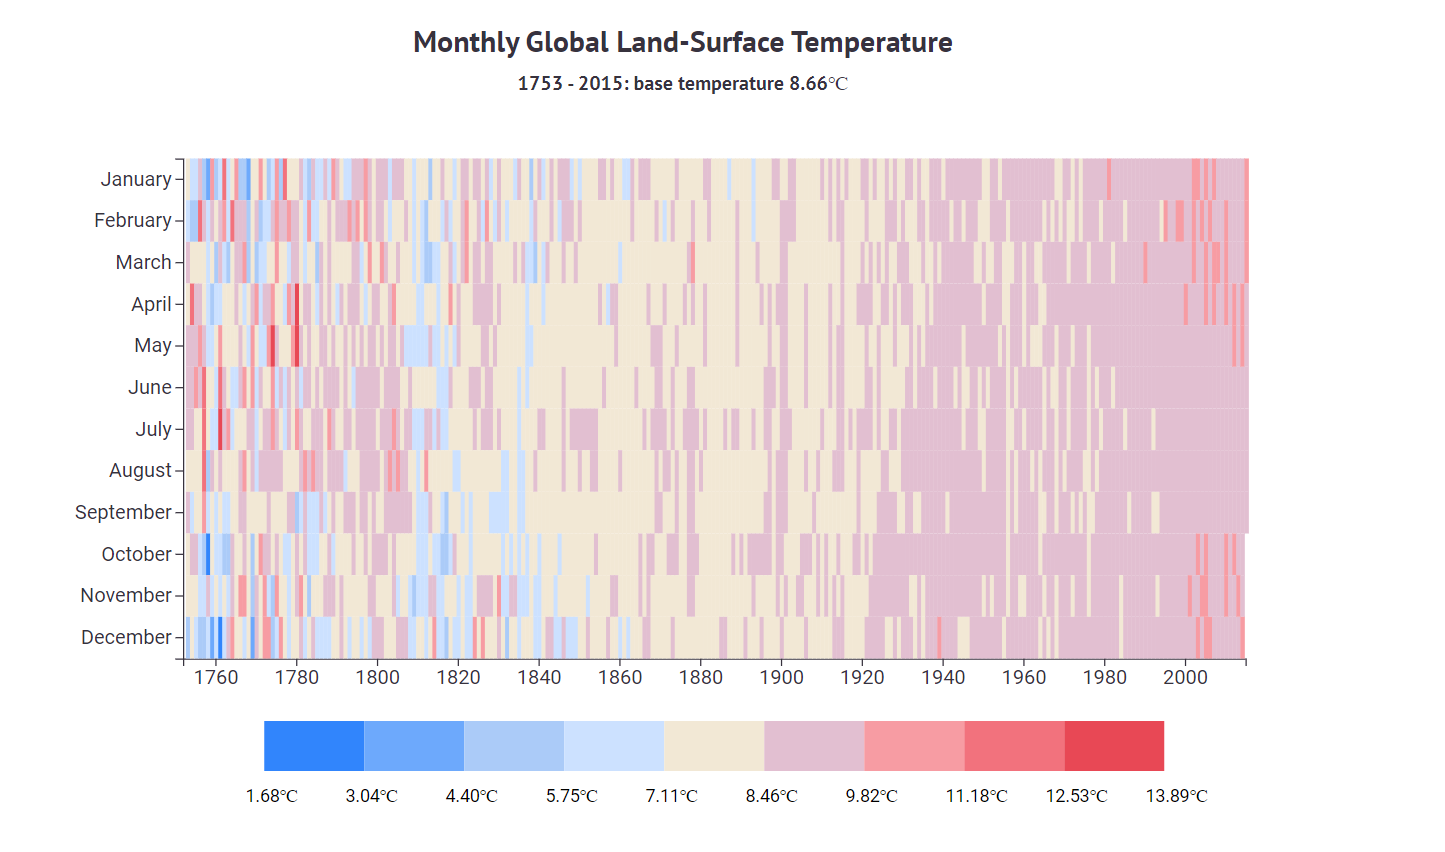 Monthly Global Land-Surface Temperature
1753 - 2015: base temperature 8.66℃
January
February
March
April
May
June
July
August
September
October
November
December
1760 1780 1800 1820 1840 1860 1880 1900 1920 1940 1960 1980 2000
1.68℃ 3.04℃ 4.40℃ 5.75℃ 7.11℃ 8.46℃ 9.82℃ 11.18℃ 12.53℃ 13.89℃